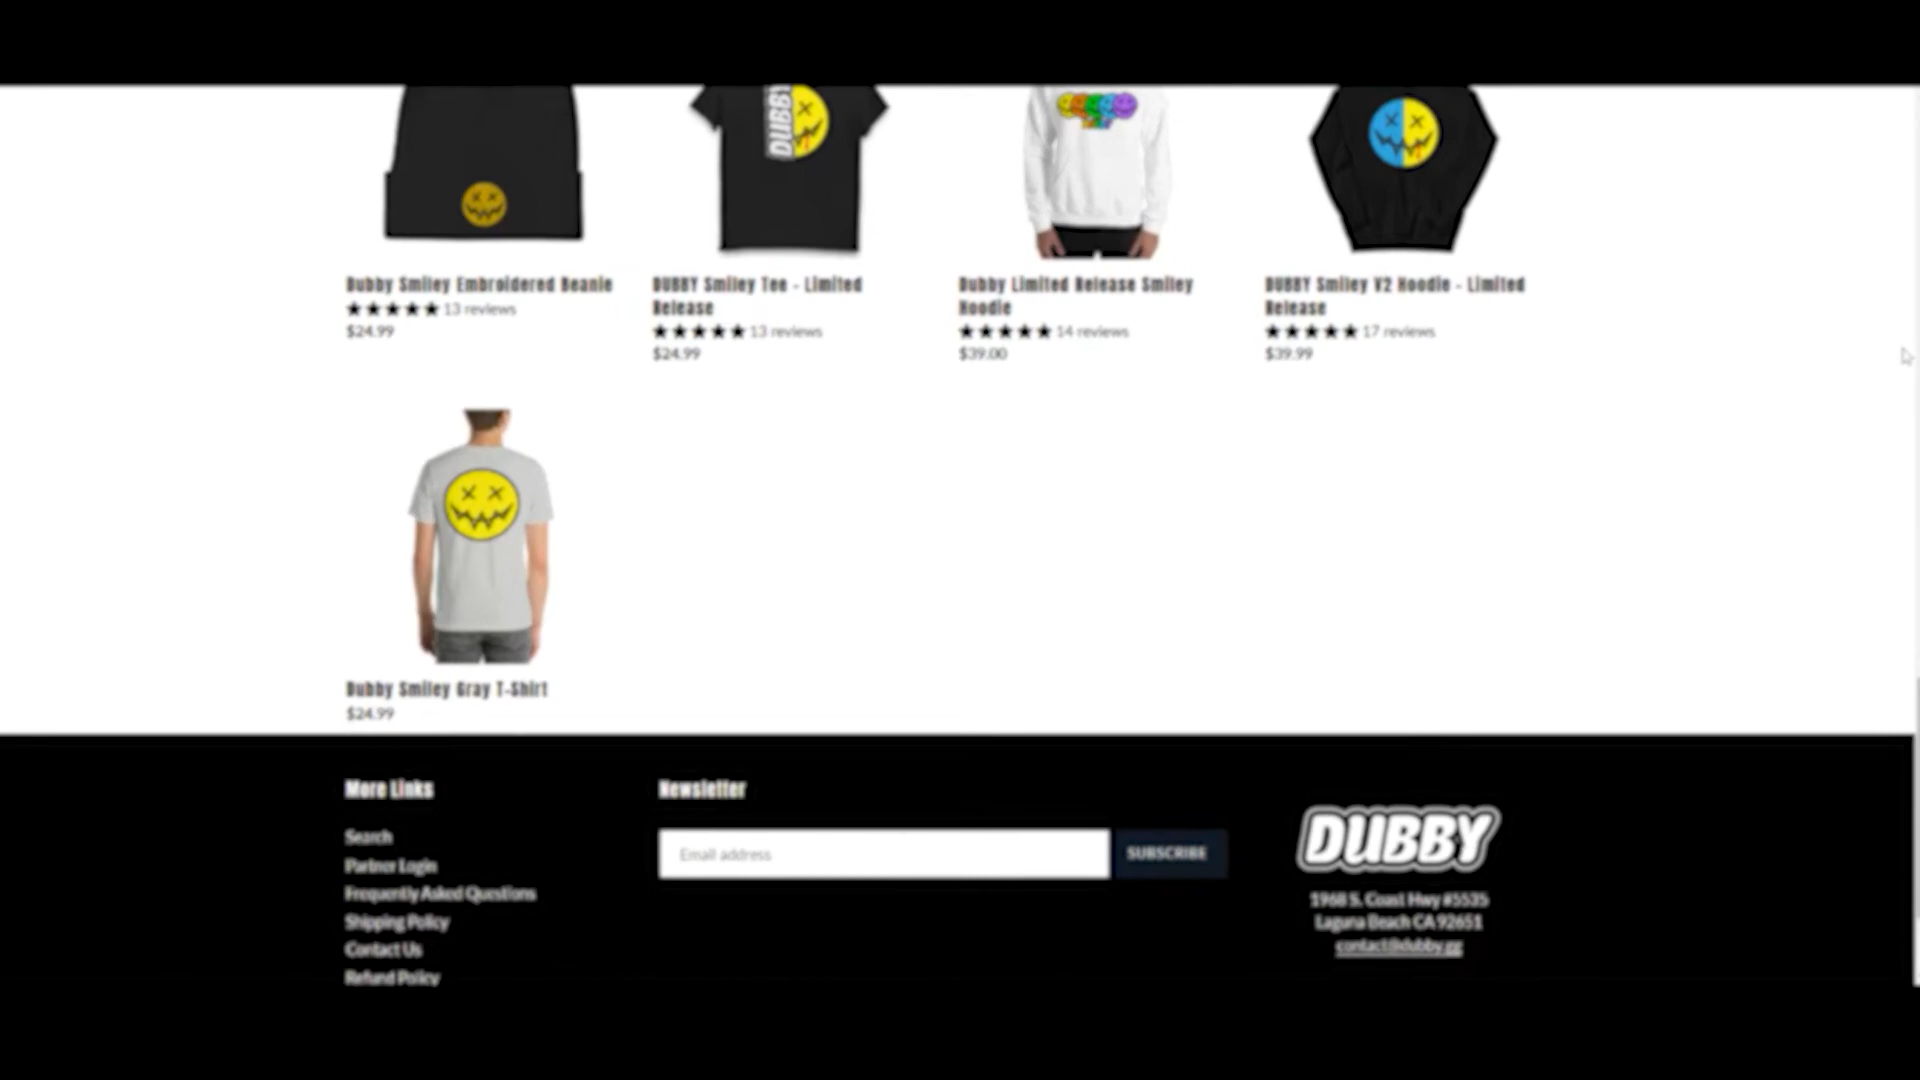 DUBBY
Dubby Smiley Embroidered Beanie
13 reviews
$24.99
DUBBY Smiley Tee - Limited
Release
13 reviews
$24.99
Dubby Limited Release Smiley
Hoodie
14 reviews
$39.00
DUBBY Smiley V2 Hoodie - Limited
Release
17 reviews
$39.99
Dubby Smiley Gray T-Shirt
$24.99
More Links
Search
Partner Login
Frequently Asked Questions
Shipping Policy
Contact Us
Refund Policy
Newsletter
Email address
SUBSCRIBE
DUBBY
1968 S. Coast Hwy #5535
Laguna Beach CA 92651
contact@dubby.gg